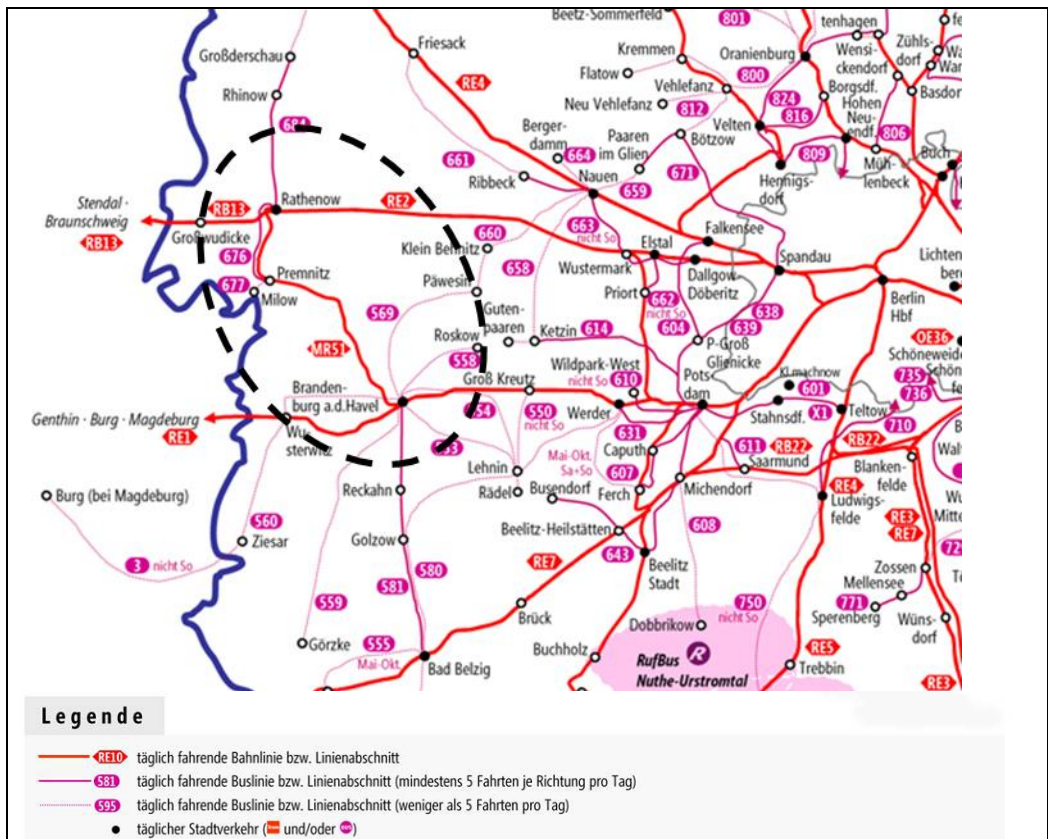 Beetz-Sommerfeld
801
tenhagen
Friesack
Großderschau
Kremmen
Oranienburg
Wensi-
ckendorf
Zühls-
dorf
Flatow
800
RE4
Vehlefanz
Rhinow
Neu Vehlefanz
812
824
816
Borgsdf.
Hohen
Neu-
endf.
Basdor
684
Berger-
damm
Paaren
im Glien
Bötzow
Velten
806
661
664
809
Müh-
lenbeck
Buch
Ribbeck
Nauen
659
671
Hennigs-
dorf
Stendal ·
Braunschweig
RB13
RB13
Rathenow
RE2
Großwudicke
676
677
Premnitz
Milow
660
663
nicht So
Klein Behnitz
658
Elstal
Falkensee
Wustermark
Dallgow
Döberitz
Spandau
Lichten
berg
Päwesin
Priort
662
nicht So
Berlin
Hbf
569
Guten-
paaren
Ketzin
614
604
638
639
P-Groß
Glienicke
OE36
MR51
Roskow
558
Schöneweide
Wildpark-West
nicht So
610
Pots-
dam
Kl.machnow
601
735
736
Groß Kreutz
Branden-
burg a.d.Havel
550
nicht So
Werder
Stahnsdf.
X1
Teltow
710
Genthin · Burg · Magdeburg
RE1
Wu-
sterwitz
631
611
RB22
RB22
Mai-Okt.
Sa+So
Caputh
607
Saarmund
Blanken-
felde
Lehnin
Reckahn
Rädel
Busendorf
Ferch
Michendorf
RE4
Ludwigs-
felde
Burg (bei Magdeburg)
560
Ziesar
Golzow
Beelitz-Heilstätten
608
RE3
RE7
3
nicht So
580
581
RE7
643
Beelitz
Stadt
Zossen
Mellensee
559
750
nicht So
771
Sperenberg
Wüns-
dorf
Brück
Görzke
555
Mai-Okt.
Bad Belzig
Buchholz
Dobbrikow
RE5
Trebbin
RufBus
Nuthe-Urstromtal
RE3
Legende
RE10 täglich fahrende Bahnlinie bzw. Linienabschnitt
581 täglich fahrende Buslinie bzw. Linienabschnitt (mindestens 5 Fahrten je Richtung pro Tag)
595 täglich fahrende Buslinie bzw. Linienabschnitt (weniger als 5 Fahrten pro Tag)
täglicher Stadtverkehr ( und/oder )